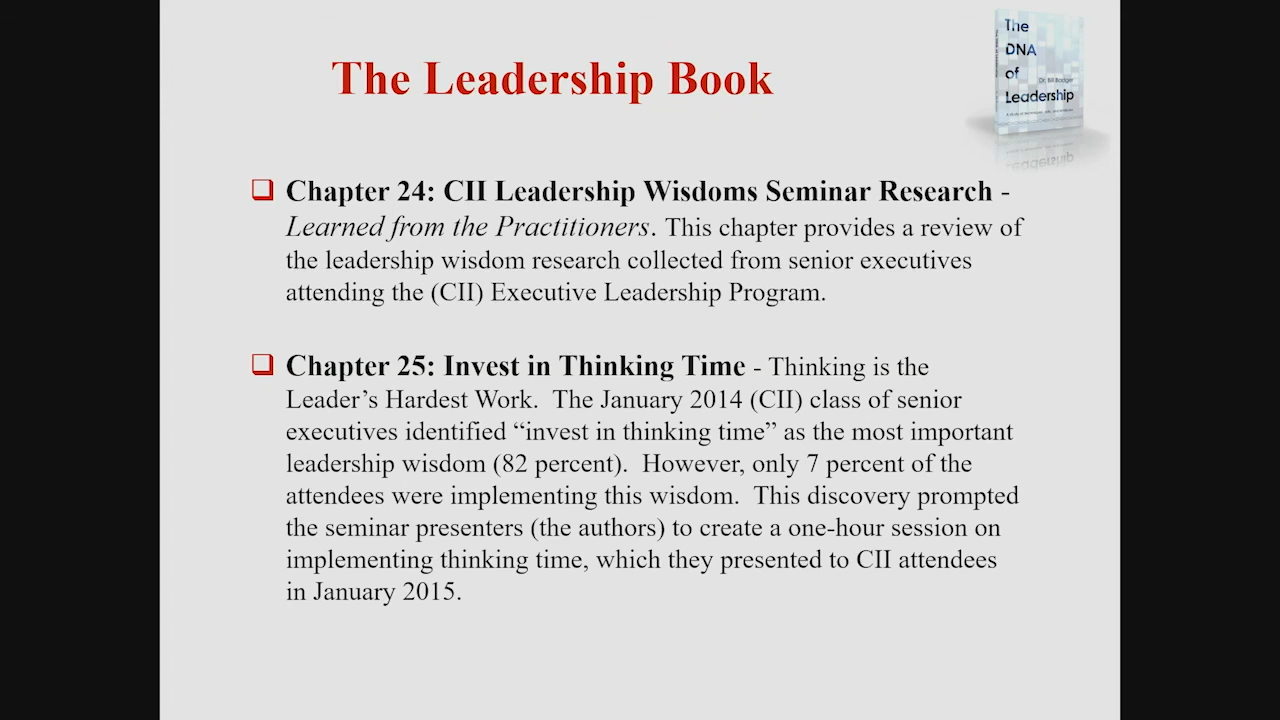 The Leadership Book
The
DNA
of
Dr. Bill Badger
Leadership
❑ Chapter 24: CII Leadership Wisdoms Seminar Research -
Learned from the Practitioners. This chapter provides a review of
the leadership wisdom research collected from senior executives
attending the (CII) Executive Leadership Program.
❑ Chapter 25: Invest in Thinking Time - Thinking is the
Leader’s Hardest Work.  The January 2014 (CII) class of senior
executives identified “invest in thinking time” as the most important
leadership wisdom (82 percent).  However, only 7 percent of the
attendees were implementing this wisdom.  This discovery prompted
the seminar presenters (the authors) to create a one-hour session on
implementing thinking time, which they presented to CII attendees
in January 2015.